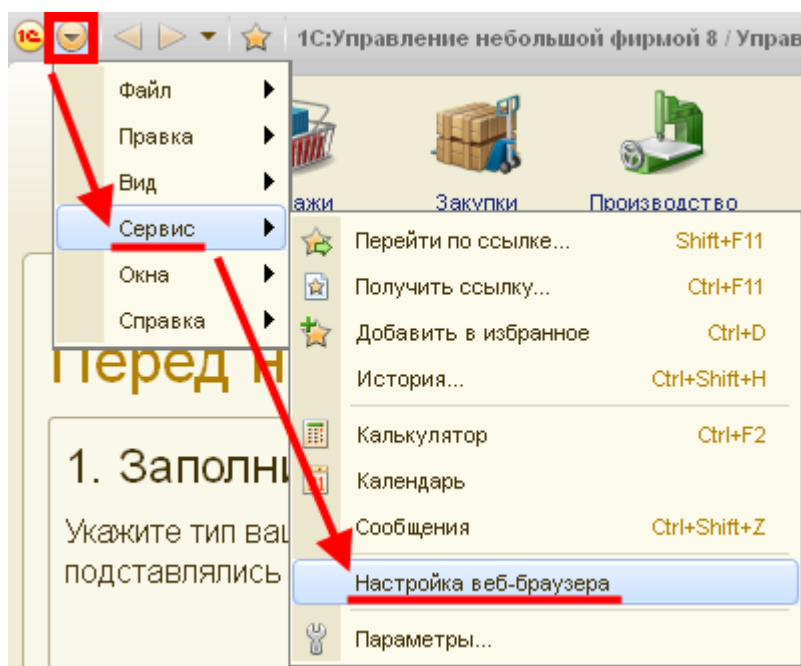 1С:Управление небольшой фирмой 8 / Управ
Файл
Правка
Вид
Сервис
Окна
Справка
ажи
Закупки
Производство
Перейти по ссылке... Shift+F11
Получить ссылку... Ctrl+F11
Добавить в избранное Ctrl+D
История... Ctrl+Shift+H
Калькулятор Ctrl+F2
Календарь
Сообщения Ctrl+Shift+Z
Настройка веб-браузера
Параметры...
Перед н
1. Заполни
Укажите тип ваш
подставлялись